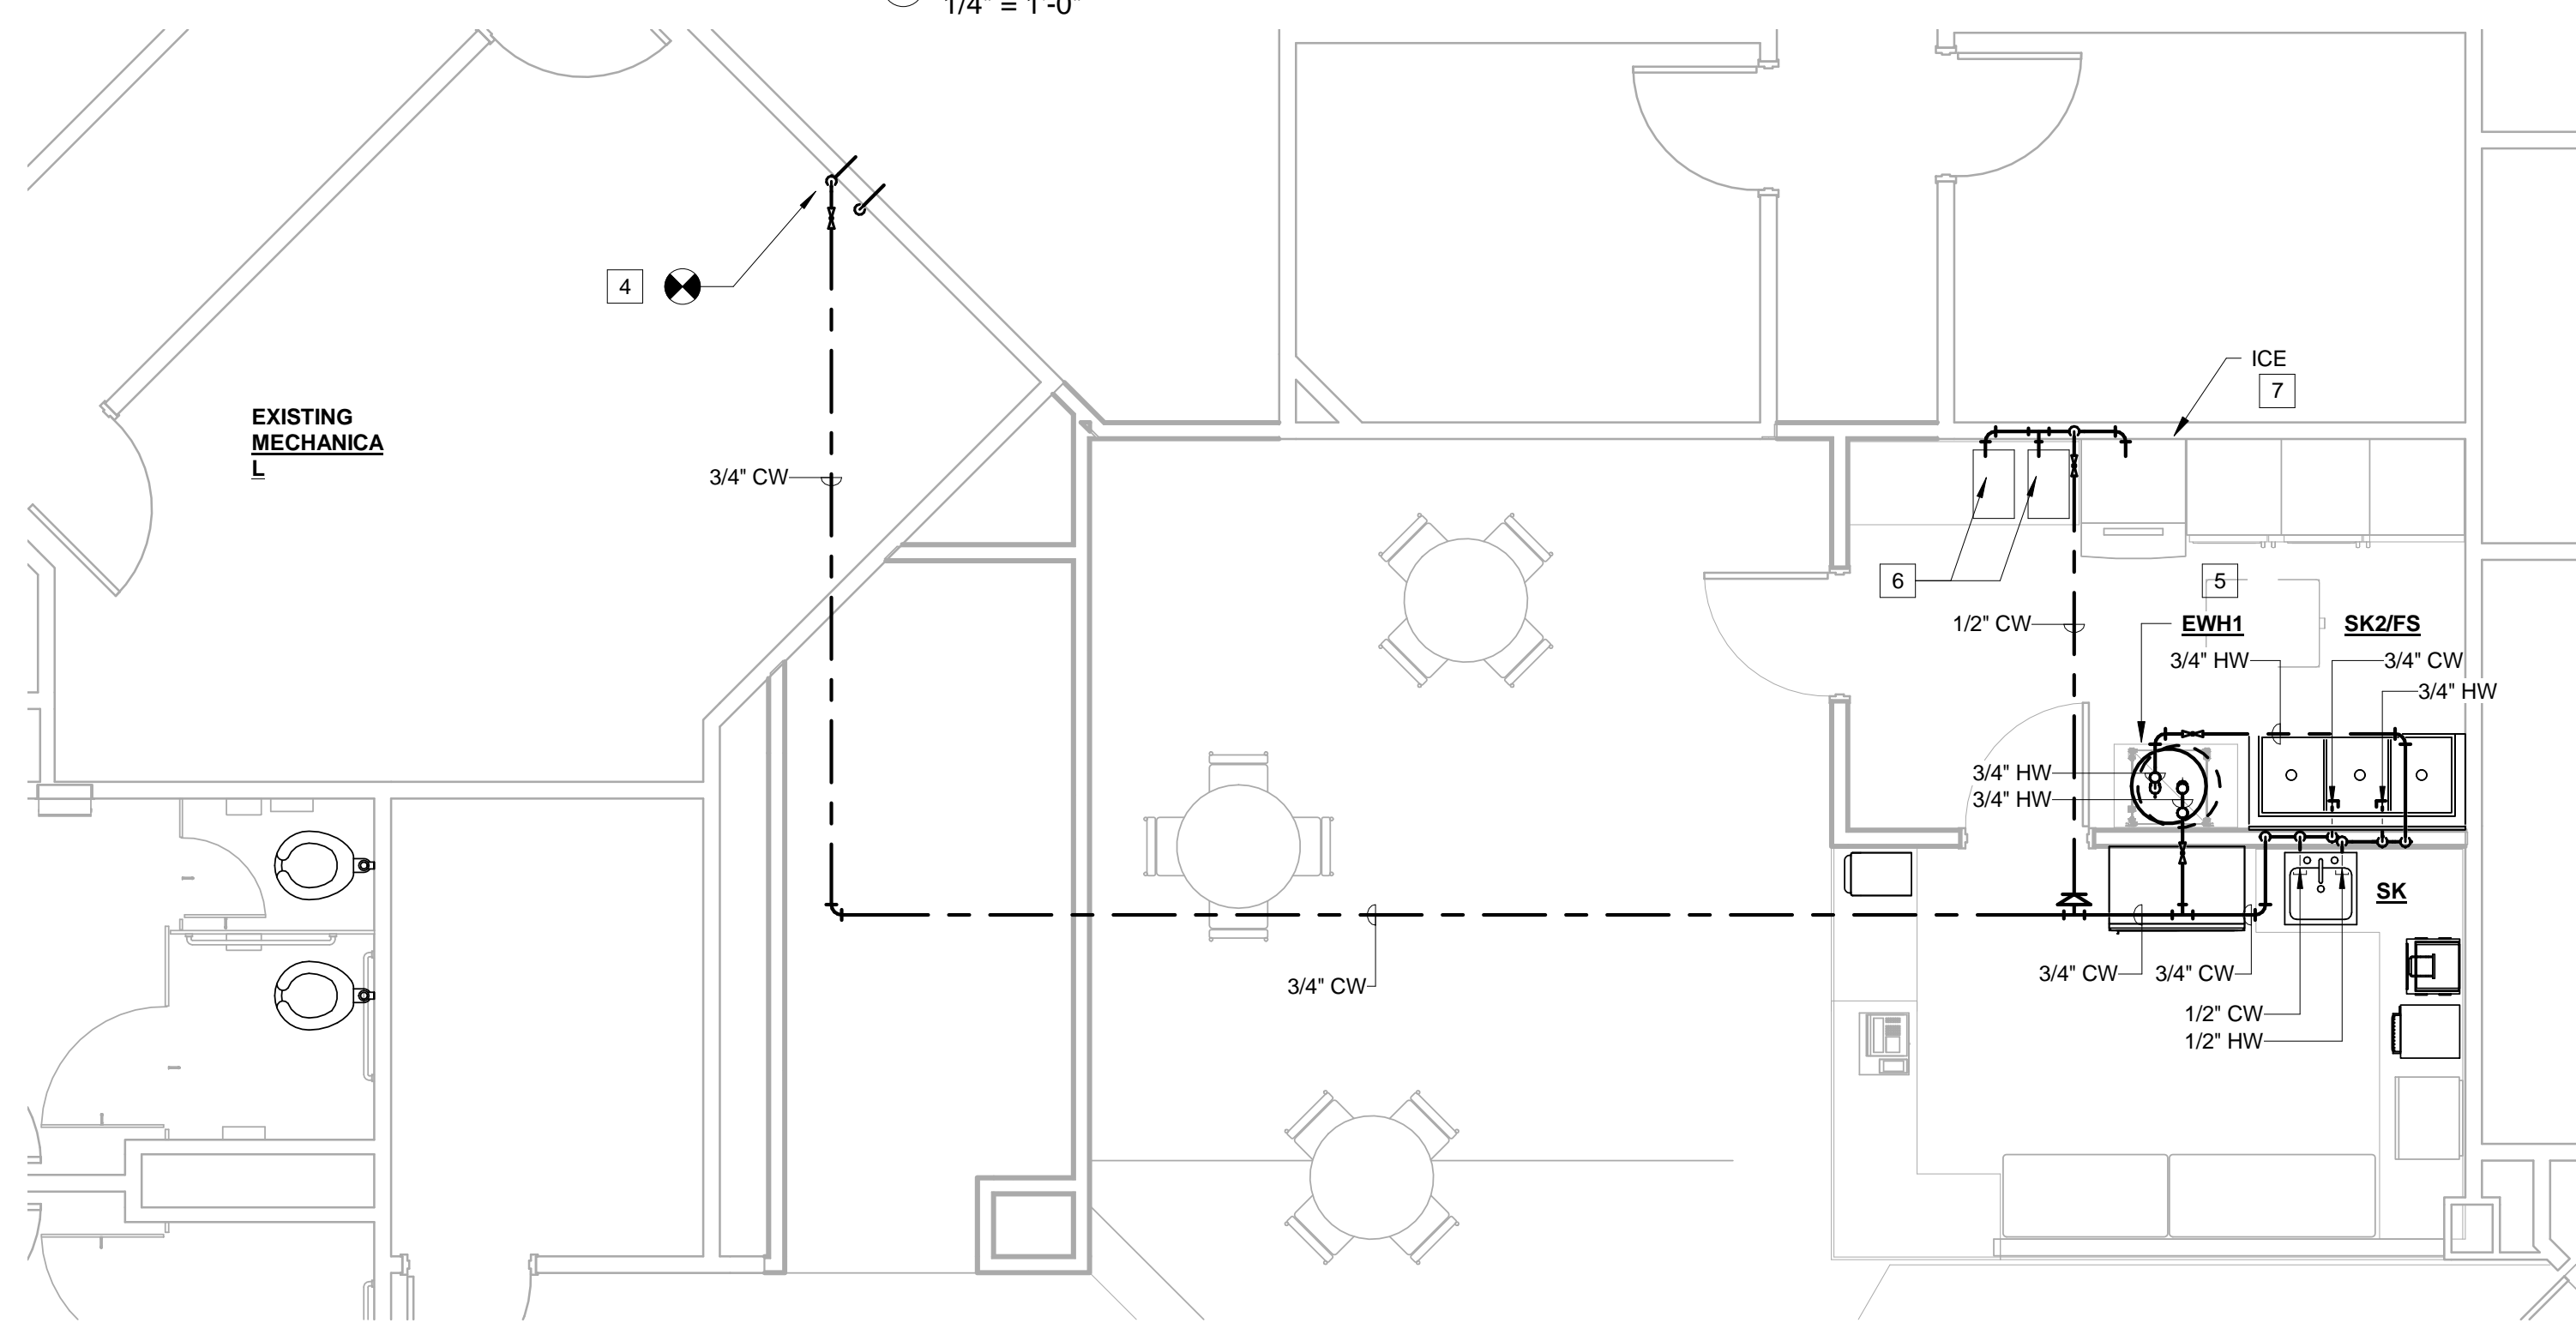 1/4" = 1'-0"
4
ICE
7
EXISTING
MECHANICA
L
3/4" CW
6
5
1/2" CW
EWH1
SK2/FS
3/4" HW
3/4" CW
3/4" HW
3/4" HW
3/4" HW
SK
3/4" CW
3/4" CW
3/4" CW
1/2" CW
1/2" HW